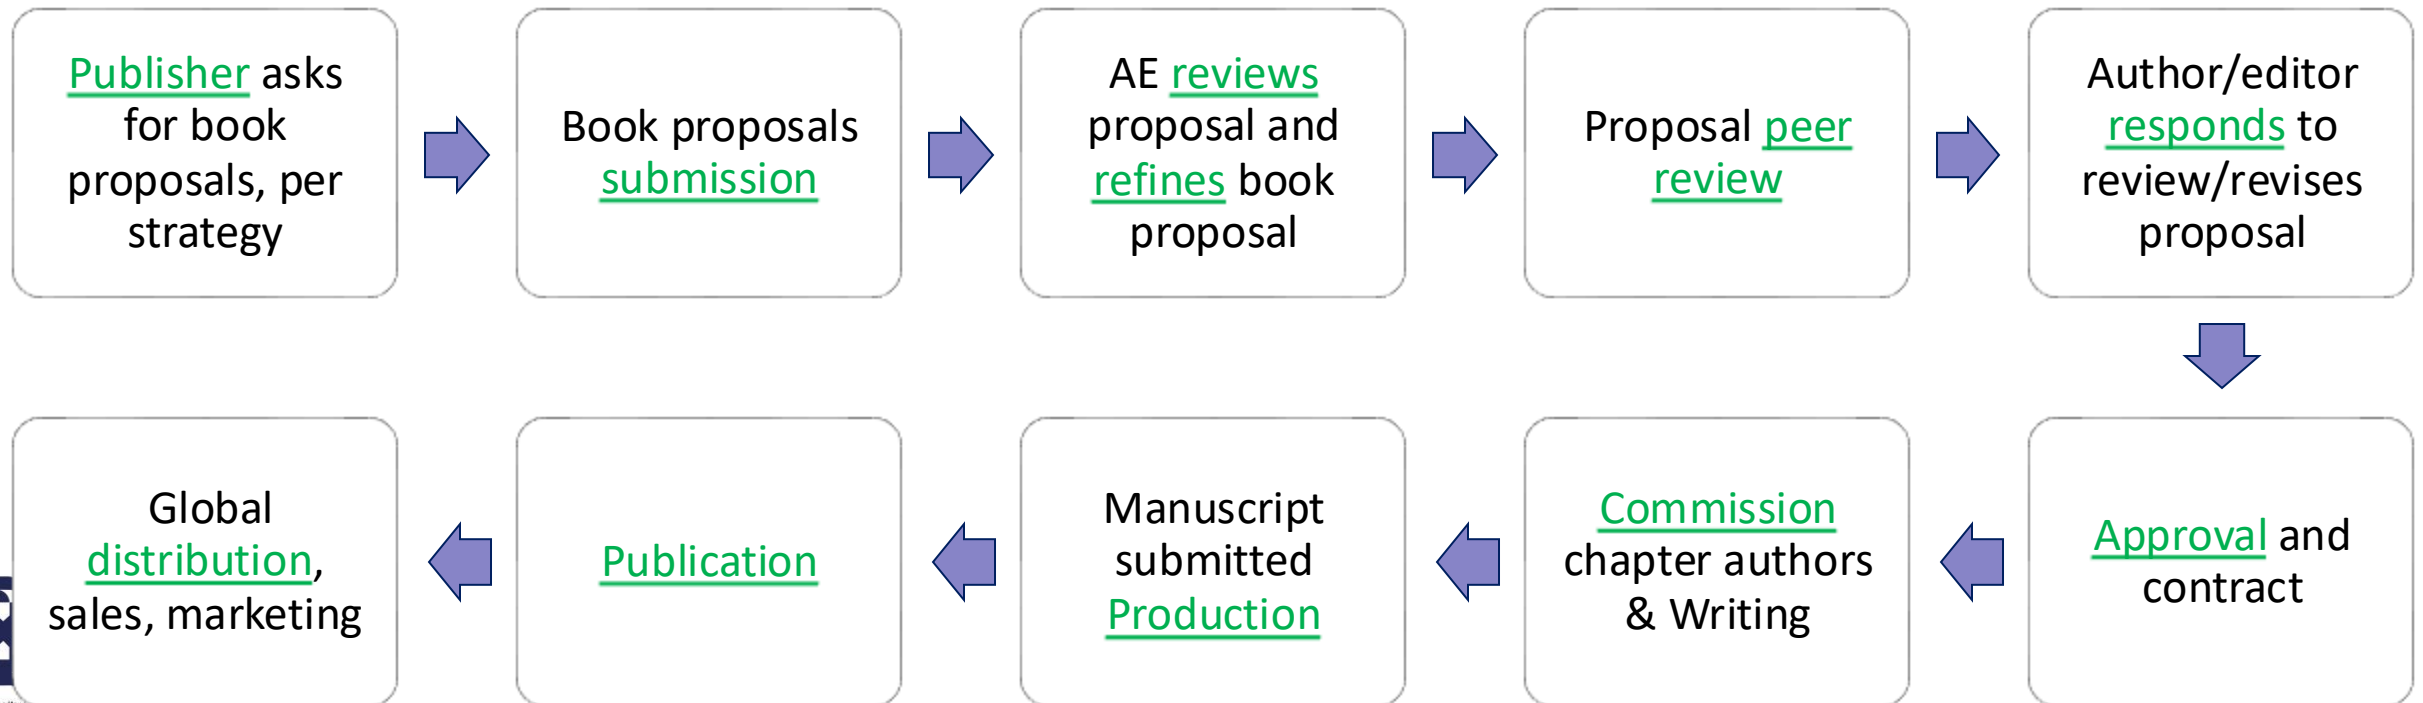 Publisher asks
for book
proposals, per
strategy
Book proposals
submission
AE reviews
proposal and
refines book
proposal
Proposal peer
review
Author/editor
responds to
review/revises
proposal
Approval and
contract
Commission
chapter authors
& Writing
Manuscript
submitted
Production
Publication
Global
distribution,
sales, marketing